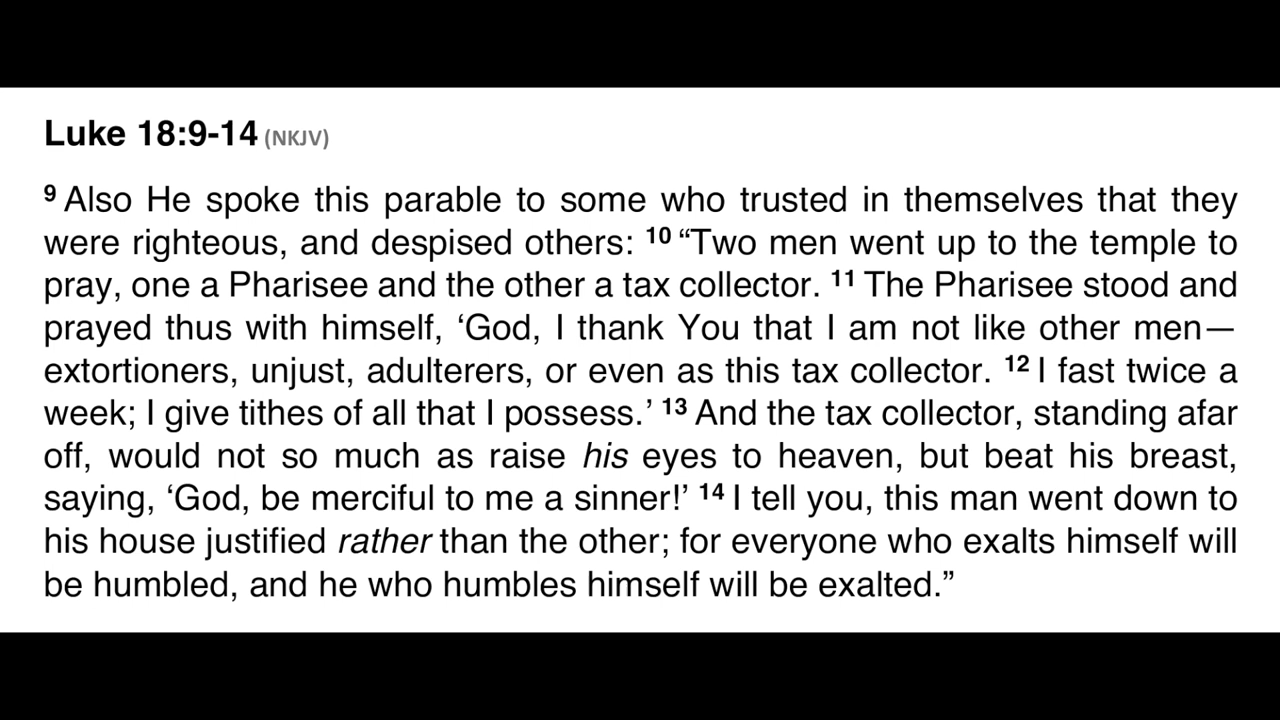 Luke 18:9-14 (NKJV)
9 Also He spoke this parable to some who trusted in themselves that they
were righteous, and despised others: 10 “Two men went up to the temple to
pray, one a Pharisee and the other a tax collector. 11 The Pharisee stood and
prayed thus with himself, ‘God, I thank You that I am not like other men—
extortioners, unjust, adulterers, or even as this tax collector. 12 I fast twice a
week; I give tithes of all that I possess.’ 13 And the tax collector, standing afar
off, would not so much as raise his eyes to heaven, but beat his breast,
saying, ‘God, be merciful to me a sinner!’ 14 I tell you, this man went down to
his house justified rather than the other; for everyone who exalts himself will
be humbled, and he who humbles himself will be exalted.”